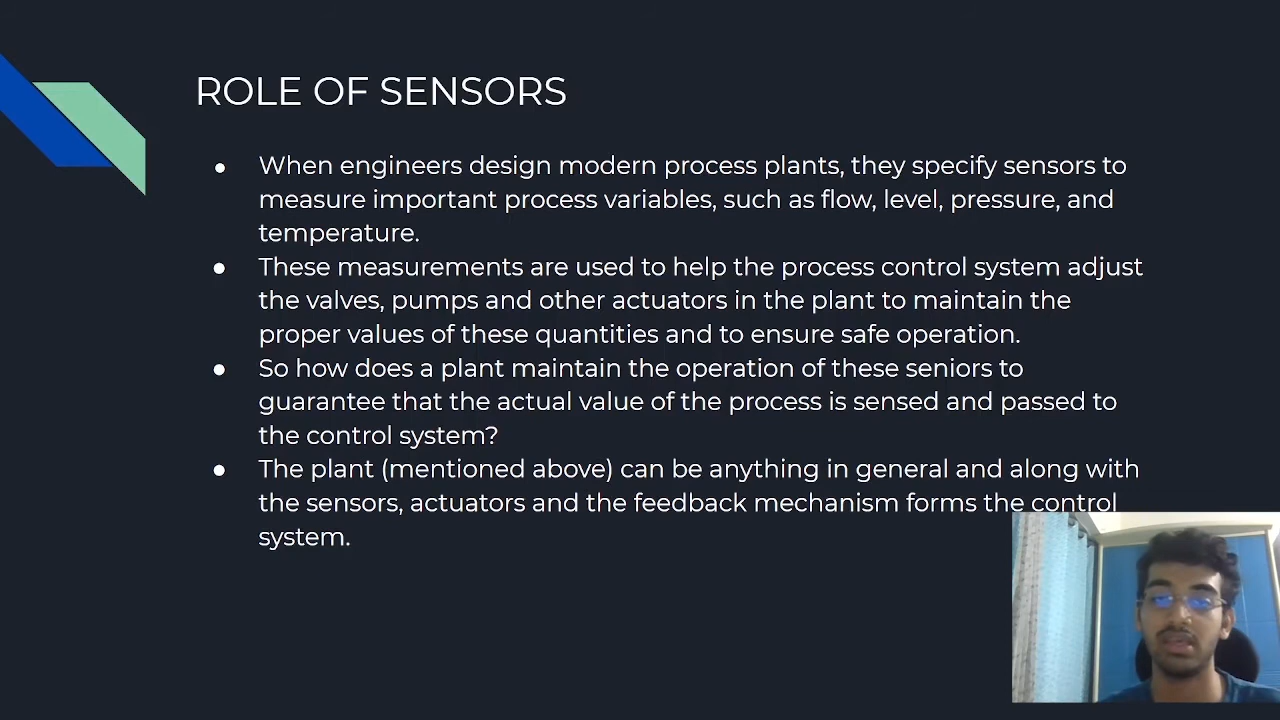 ROLE OF SENSORS
● When engineers design modern process plants, they specify sensors to
measure important process variables, such as flow, level, pressure, and
temperature.
● These measurements are used to help the process control system adjust
the valves, pumps and other actuators in the plant to maintain the
proper values of these quantities and to ensure safe operation.
● So how does a plant maintain the operation of these seniors to
guarantee that the actual value of the process is sensed and passed to
the control system?
● The plant (mentioned above) can be anything in general and along with
the sensors, actuators and the feedback mechanism forms the control
system.